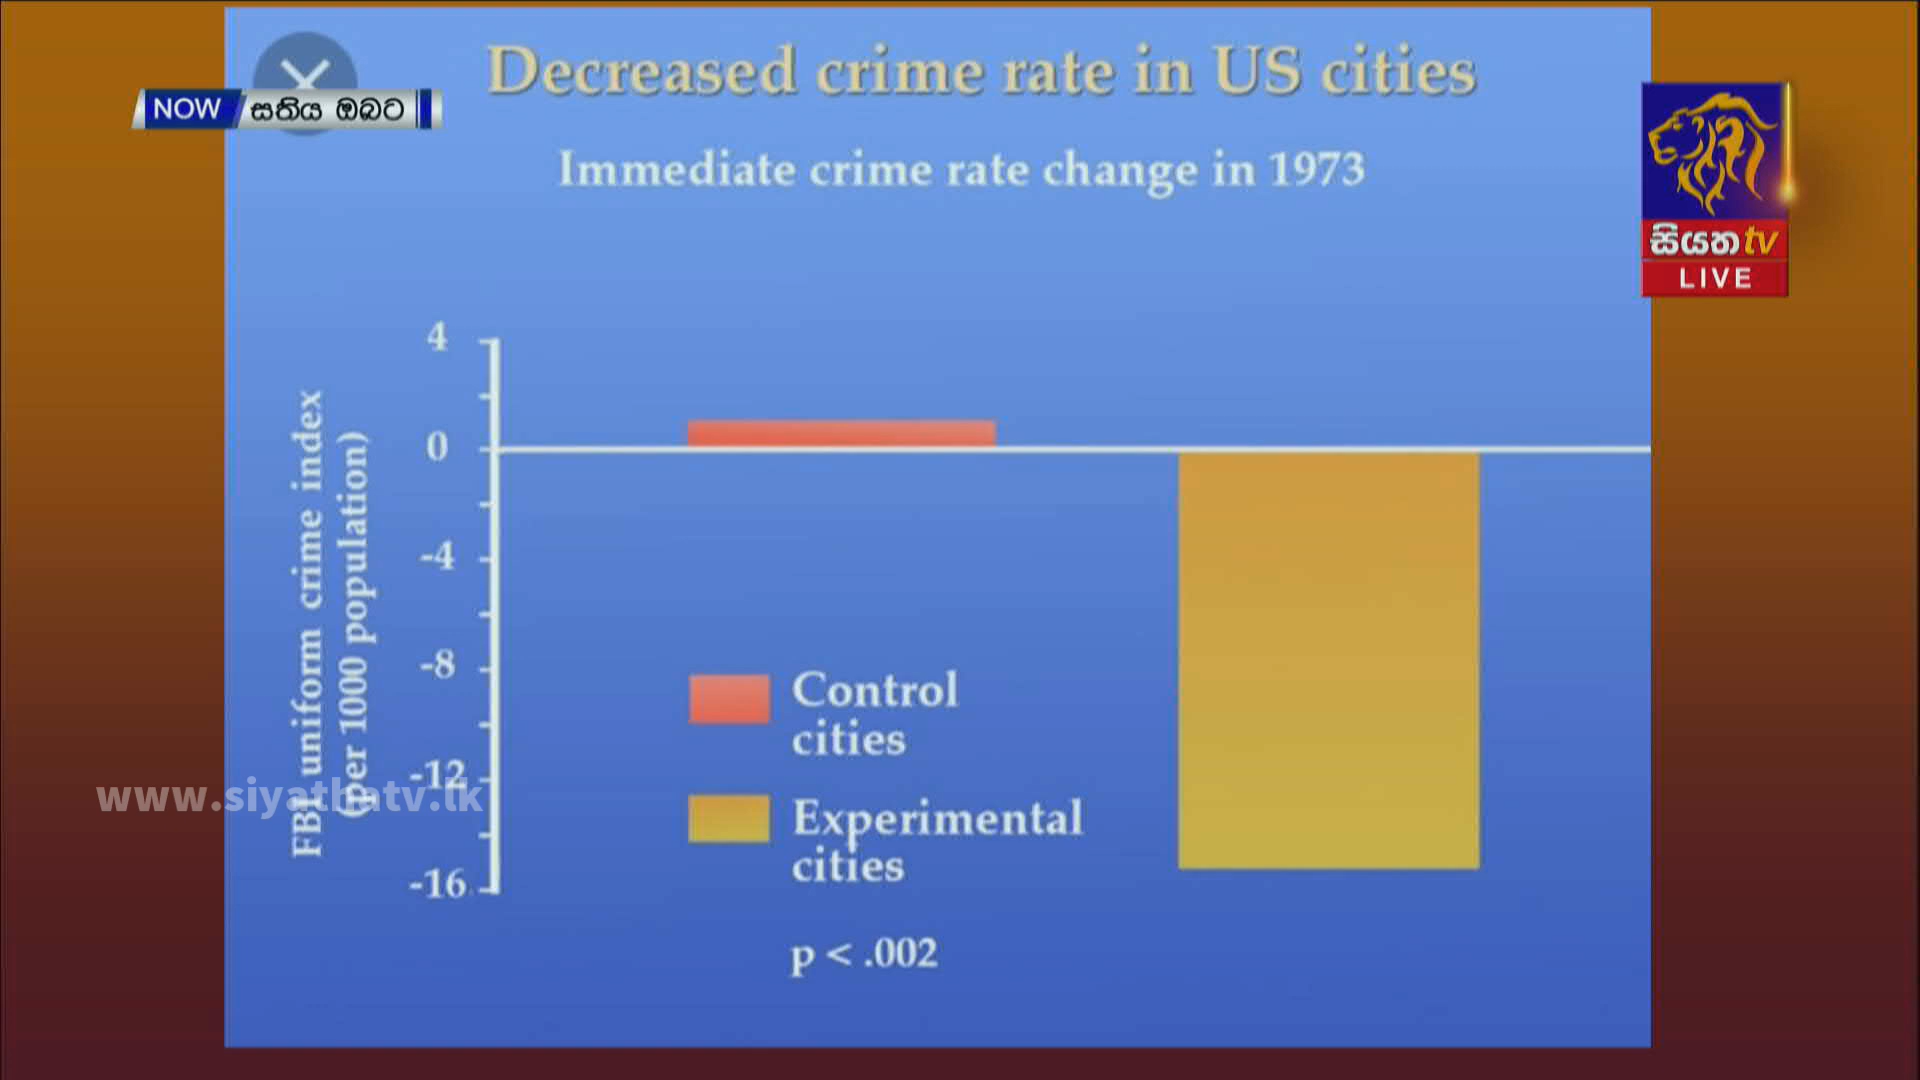 Decreased crime rate in US cities
NOW සතිය ඔබට
Immediate crime rate change in 1973
සියත tv
LIVE
FBI uniform crime index
(per 1000 population)
4
0
-4
-8
-12
-16
Control
cities
Experimental
cities
p < .002
www.siyathatv.lk